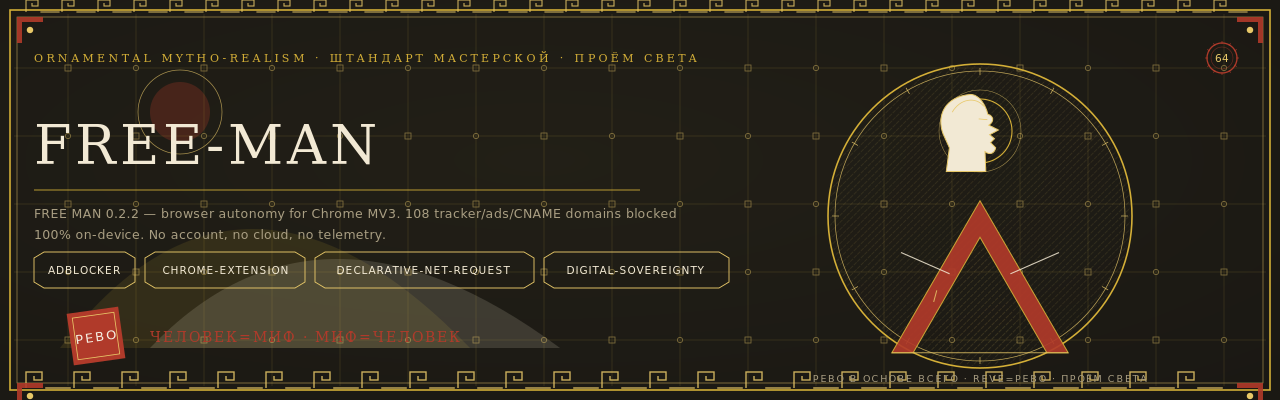 ORNAMENTAL MYTHO-REALISM · ШТАНДАРТ МАСТЕРСКОЙ · ПРОЁМ СВЕТА
64
FREE-MAN
FREE MAN 0.2.2 — browser autonomy for Chrome MV3. 108 tracker/ads/CNAME domains blocked
100% on-device. No account, no cloud, no telemetry.
ADBLOCKER
CHROME-EXTENSION
DECLARATIVE-NET-REQUEST
DIGITAL-SOVEREIGNTY
РЕВО
ЧЕЛОВЕК=МИФ · МИФ=ЧЕЛОВЕК
РЕВО В ОСНОВЕ ВСЕГО · REVE=РЕВО · ПРОЁМ СВЕТА